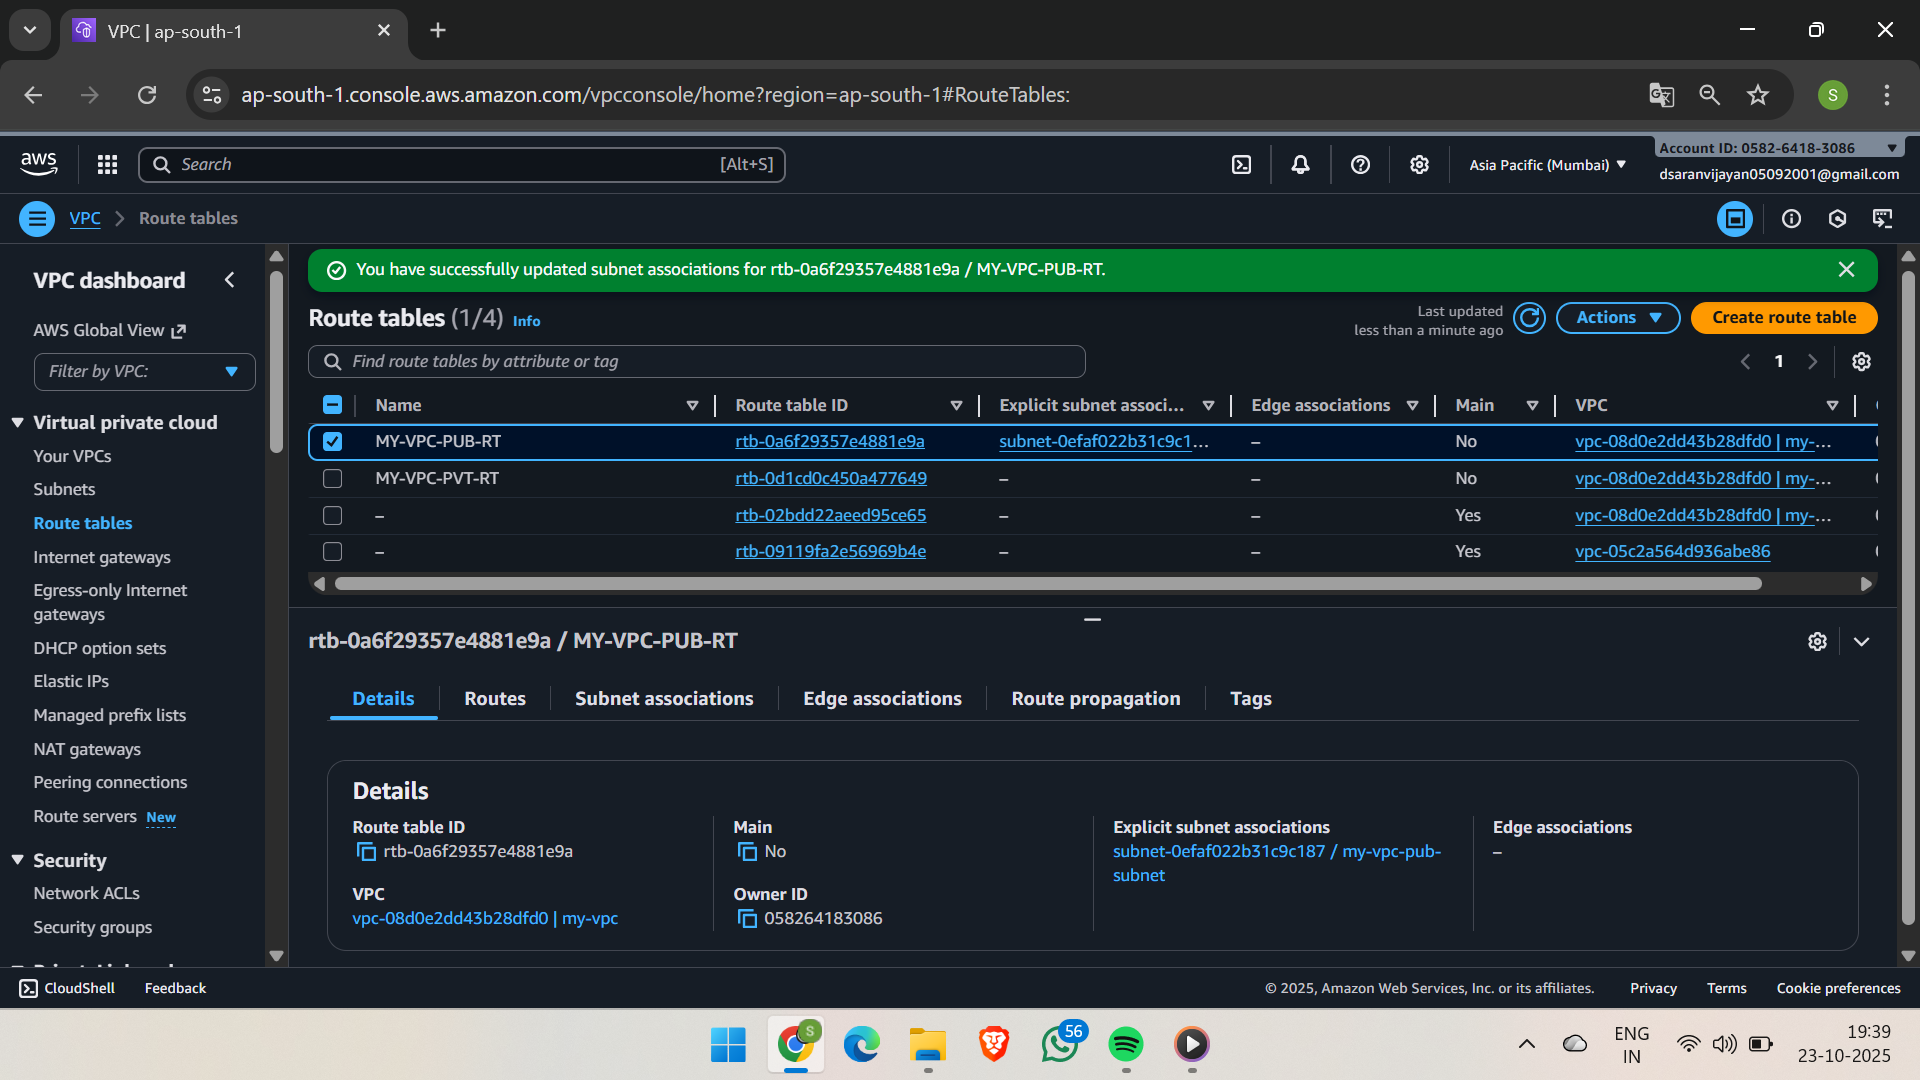 VPC | ap-south-1
ap-south-1.console.aws.amazon.com/vpcconsole/home?region=ap-south-1#RouteTables:
S
aws
Search [Alt+S]
Asia Pacific (Mumbai)
Account ID: 0582-6418-3086
dsaranvijayan05092001@gmail.com
VPC Route tables
VPC dashboard
AWS Global View
Filter by VPC:
Virtual private cloud
Your VPCs
Subnets
Route tables
Internet gateways
Egress-only Internet
gateways
DHCP option sets
Elastic IPs
Managed prefix lists
NAT gateways
Peering connections
Route servers New
Security
Network ACLs
Security groups
You have successfully updated subnet associations for rtb-0a6f29357e4881e9a / MY-VPC-PUB-RT.
Route tables (1/4) Info
Last updated
less than a minute ago
Actions
Create route table
Find route tables by attribute or tag
1
Name Route table ID Explicit subnet associ... Edge associations Main VPC
MY-VPC-PUB-RT rtb-0a6f29357e4881e9a subnet-0efaf022b31c9c1... – No vpc-08d0e2dd43b28dfd0 | my-...
MY-VPC-PVT-RT rtb-0d1cd0c450a477649 – – No vpc-08d0e2dd43b28dfd0 | my-...
– rtb-02bdd22aeed95ce65 – – Yes vpc-08d0e2dd43b28dfd0 | my-...
– rtb-09119fa2e56969b4e – – Yes vpc-05c2a564d936abe86
rtb-0a6f29357e4881e9a / MY-VPC-PUB-RT
Details Routes Subnet associations Edge associations Route propagation Tags
Details
Route table ID
rtb-0a6f29357e4881e9a
VPC
vpc-08d0e2dd43b28dfd0 | my-vpc
Main
No
Owner ID
058264183086
Explicit subnet associations
subnet-0efaf022b31c9c187 / my-vpc-pub-
subnet
Edge associations
–
CloudShell Feedback © 2025, Amazon Web Services, Inc. or its affiliates. Privacy Terms Cookie preferences
S
56
ENG
IN
19:39
23-10-2025